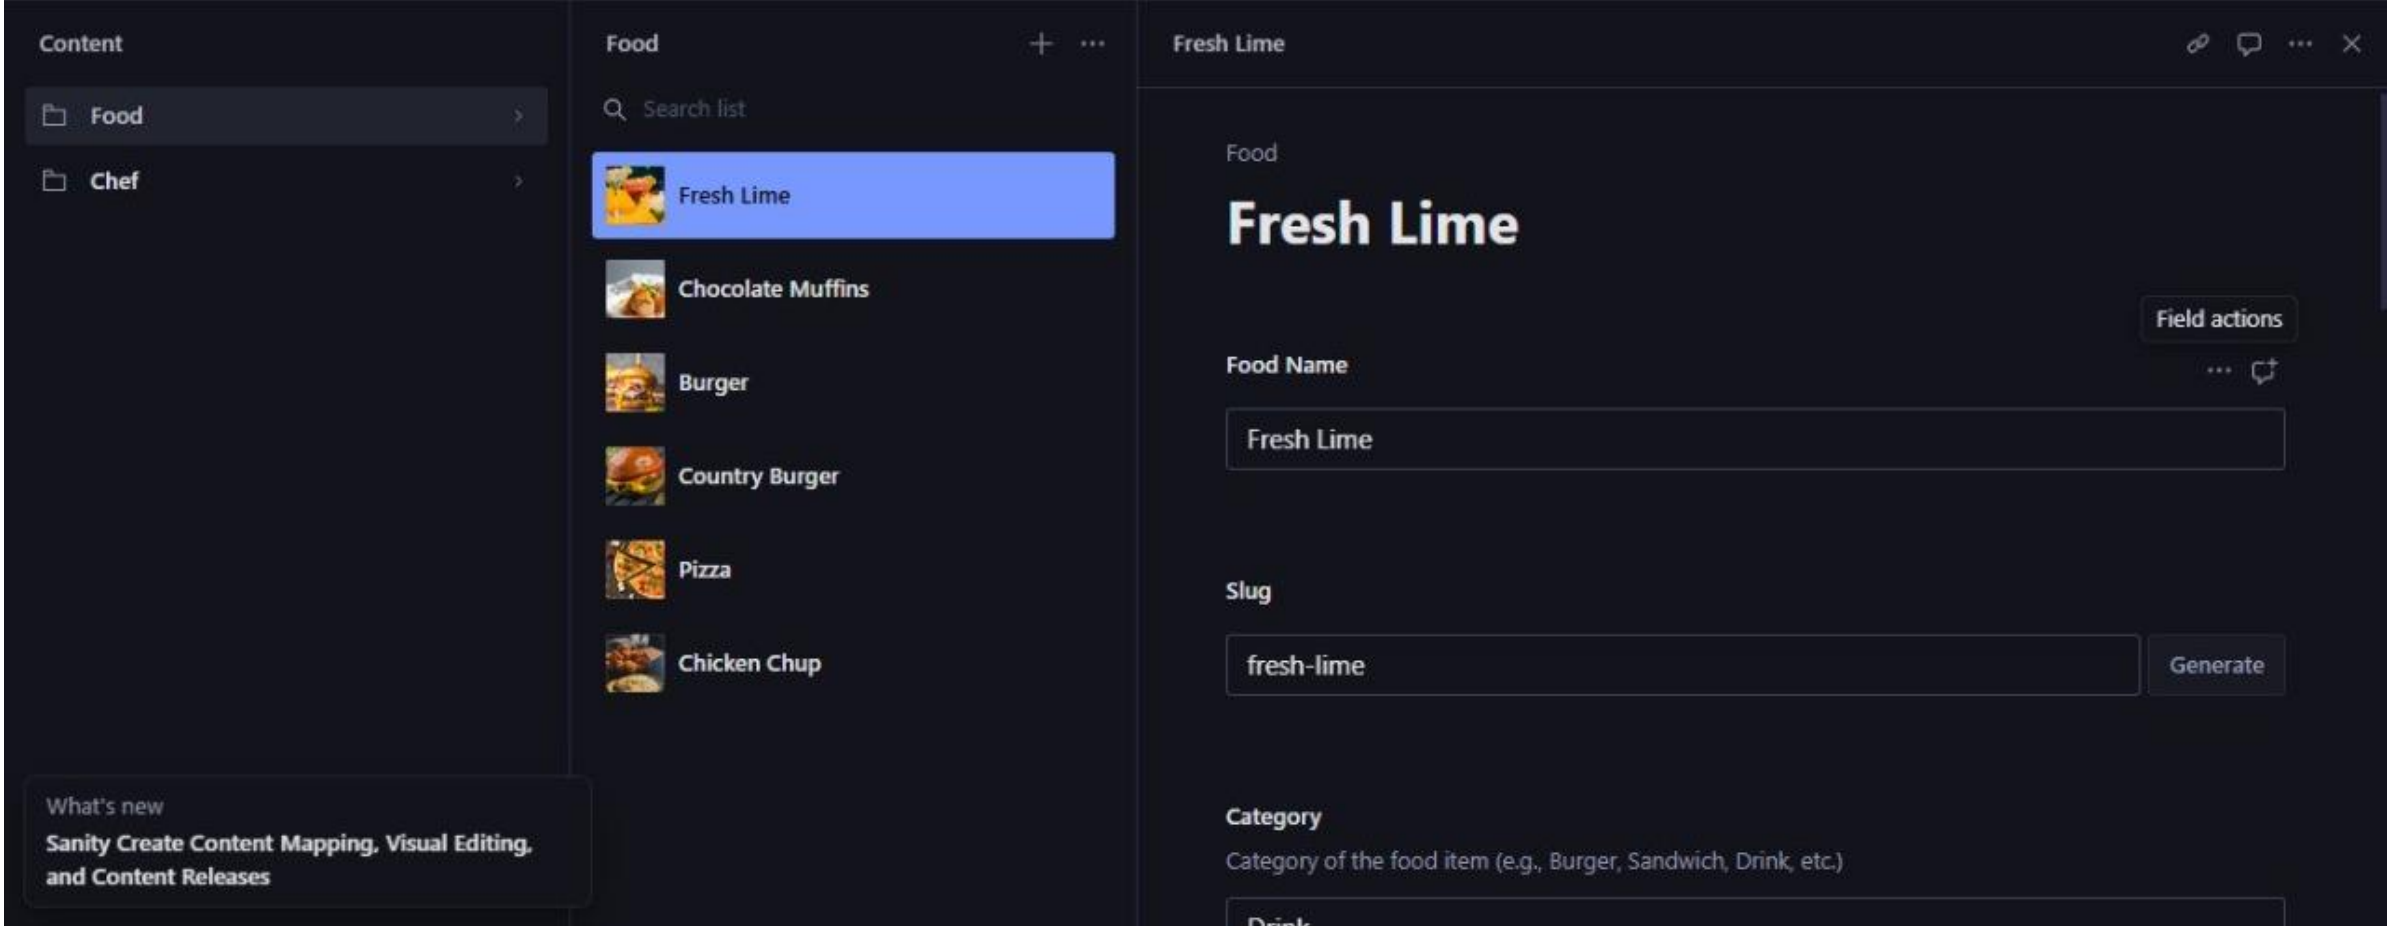 Content
Food
Chef
What's new
Sanity Create Content Mapping, Visual Editing,
and Content Releases
Food
Search list
Fresh Lime
Chocolate Muffins
Burger
Country Burger
Pizza
Chicken Chup
Fresh Lime
Food
Fresh Lime
Field actions
Food Name
Fresh Lime
Slug
fresh-lime
Generate
Category
Category of the food item (e.g., Burger, Sandwich, Drink, etc.)
Drink